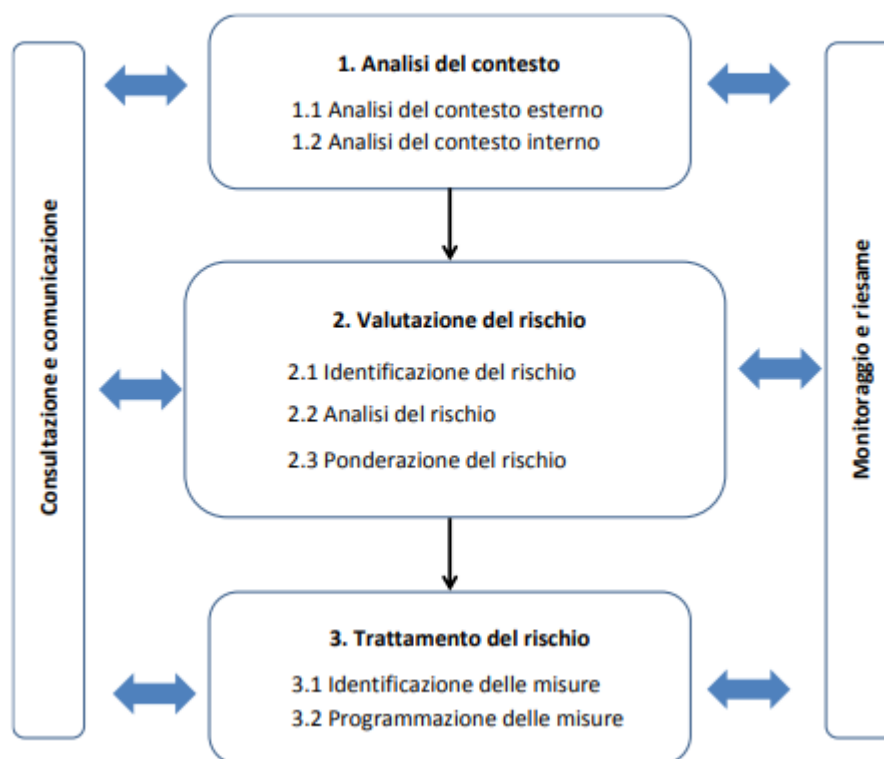 Consultazione e comunicazione
1. Analisi del contesto
1.1 Analisi del contesto esterno
1.2 Analisi del contesto interno
2. Valutazione del rischio
2.1 Identificazione del rischio
2.2 Analisi del rischio
2.3 Ponderazione del rischio
3. Trattamento del rischio
3.1 Identificazione delle misure
3.2 Programmazione delle misure
Monitoraggio e riesame